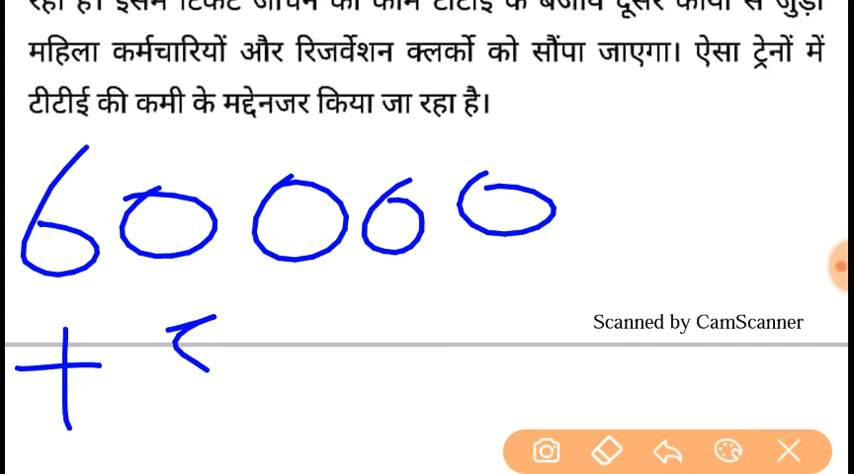 महिला कर्मचारियों और रिजर्वेशन क्लर्को को सौंपा जाएगा। ऐसा ट्रेनों में
टीटीई की कमी के मद्देनजर किया जा रहा है।
60000
Scanned by CamScanner
+